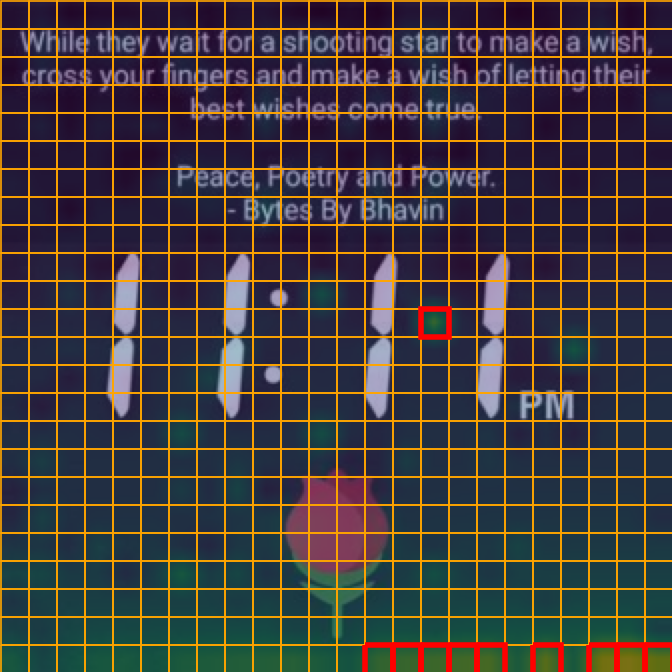 While they wait for a shooting star to make a wish,
cross your fingers and make a wish of letting their
best wishes come true.
Peace, Poetry and Power.
- Bytes By Bhavin
11:11 PM